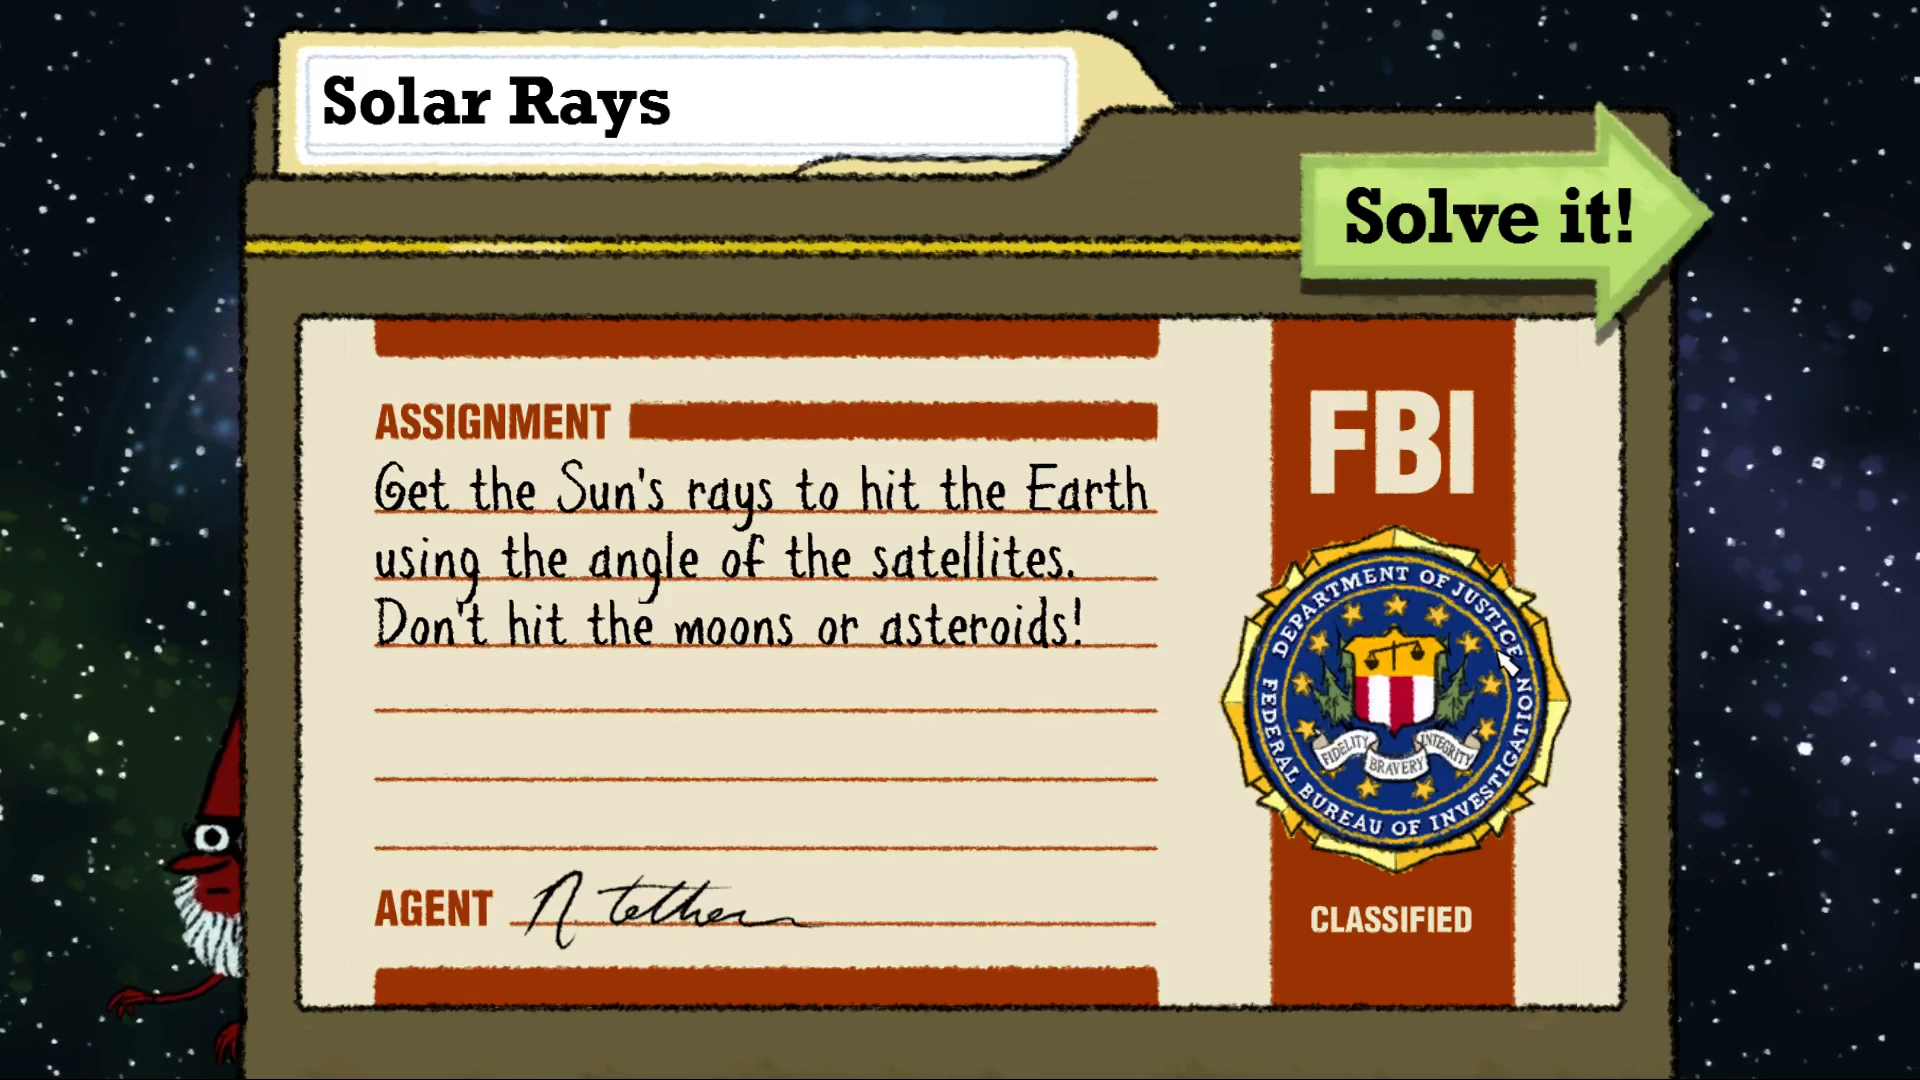 Solar Rays
Solve it!
ASSIGNMENT
Get the Sun's rays to hit the Earth
using the angle of the satellites.
Don't hit the moons or asteroids!
AGENT N tether
FBI
DEPARTMENT OF JUSTICE
FEDERAL BUREAU OF INVESTIGATION
FIDELITY
BRAVERY
INTEGRITY
CLASSIFIED